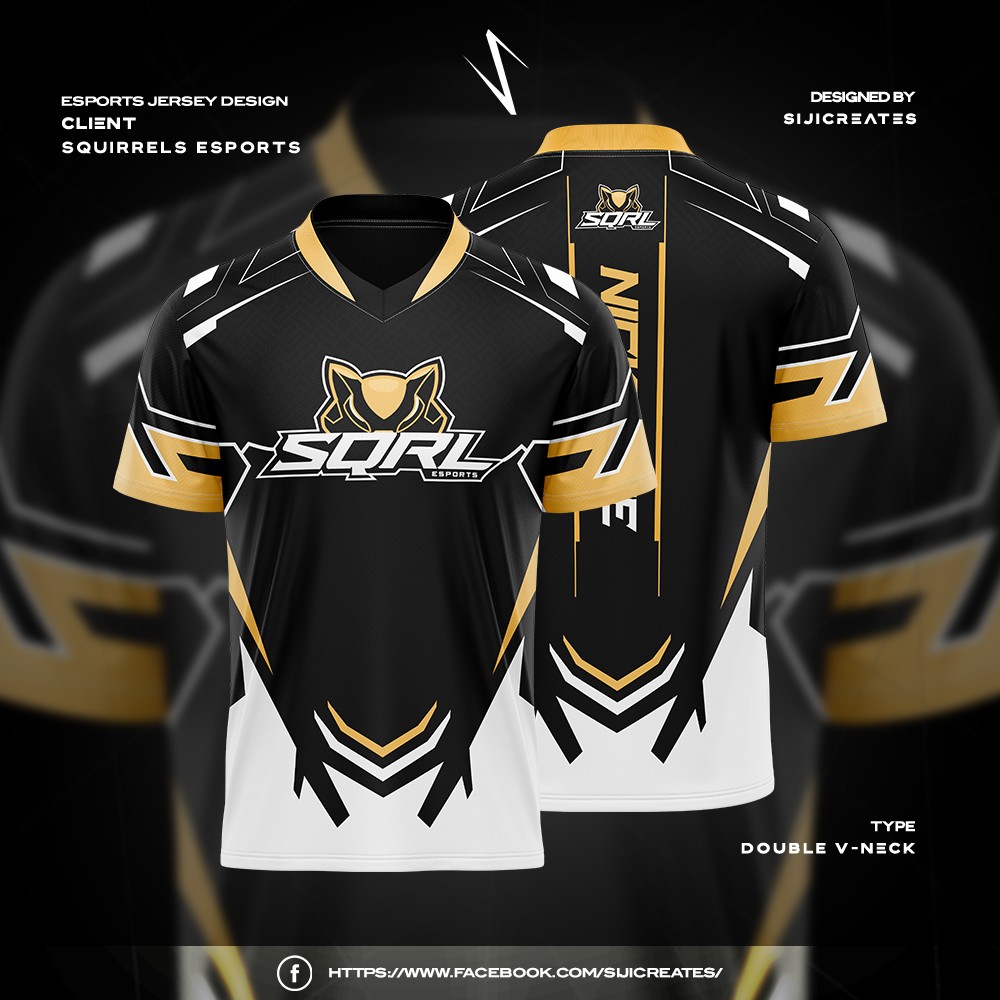 ESPORTS JERSEY DESIGN
CLIENT
SQUIRRELS ESPORTS
DESIGNED BY
SIJICREATES
SQRL
ESPORTS
SQRL
ESPORTS
TYPE
DOUBLE V-NECK
f
HTTPS://WWW.FACEBOOK.COM/SIJICREATES/